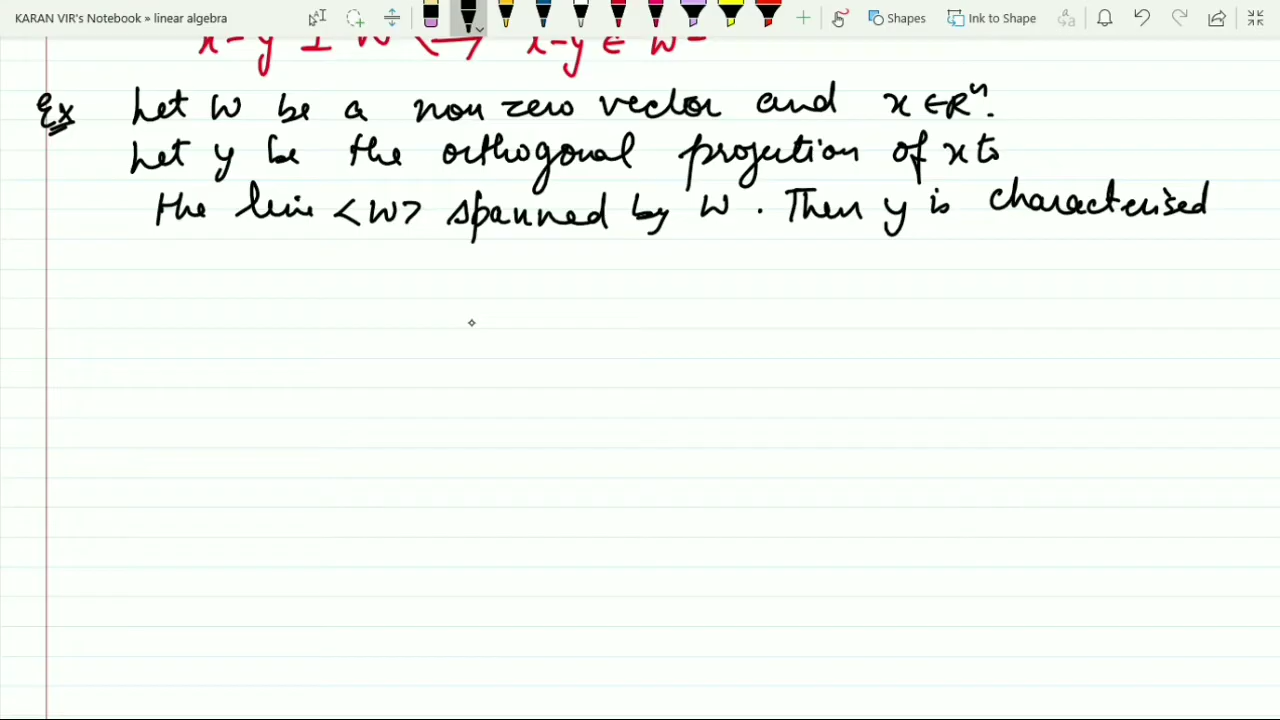 KARAN VIR's Notebook » linear algebra
Shapes
Ink to Shape
x-y ⊥ W ⟷ x-y ∈ W⊥
Ex Let W be a non zero vector and x ∈ Rⁿ.
Let y be the orthogonal projection of x to
the line <W> spanned by W. Then y is characterised